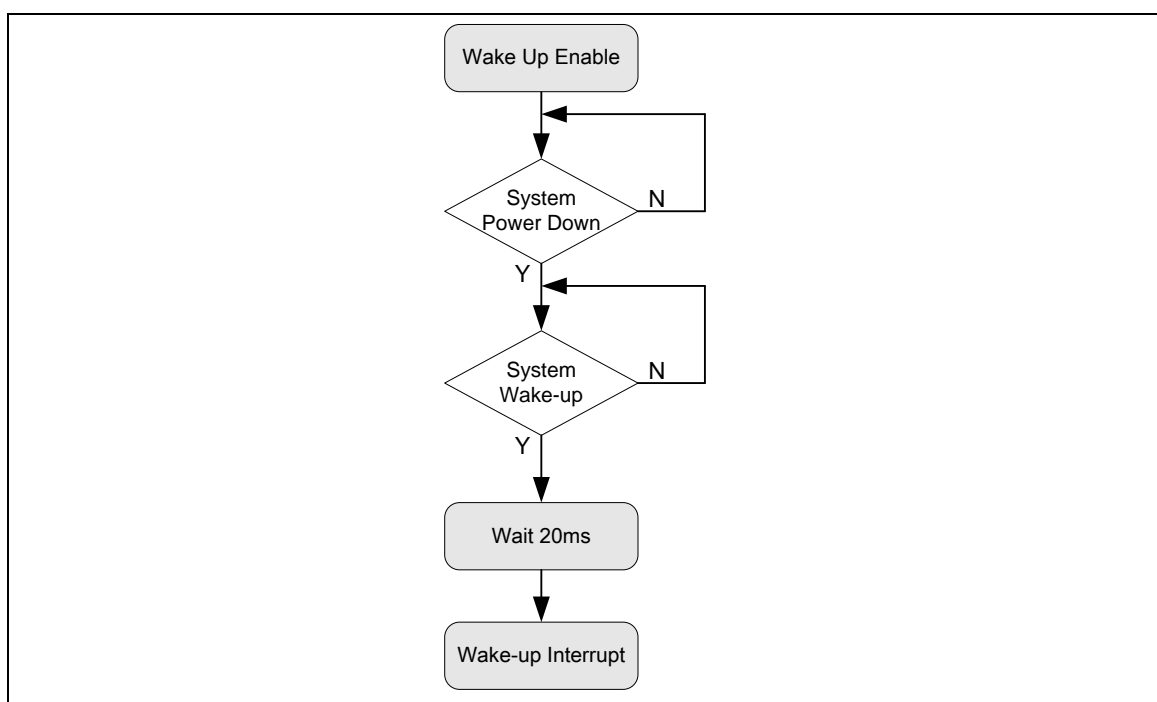 Wake Up Enable
System
Power Down
N
Y
System
Wake-up
N
Y
Wait 20ms
Wake-up Interrupt